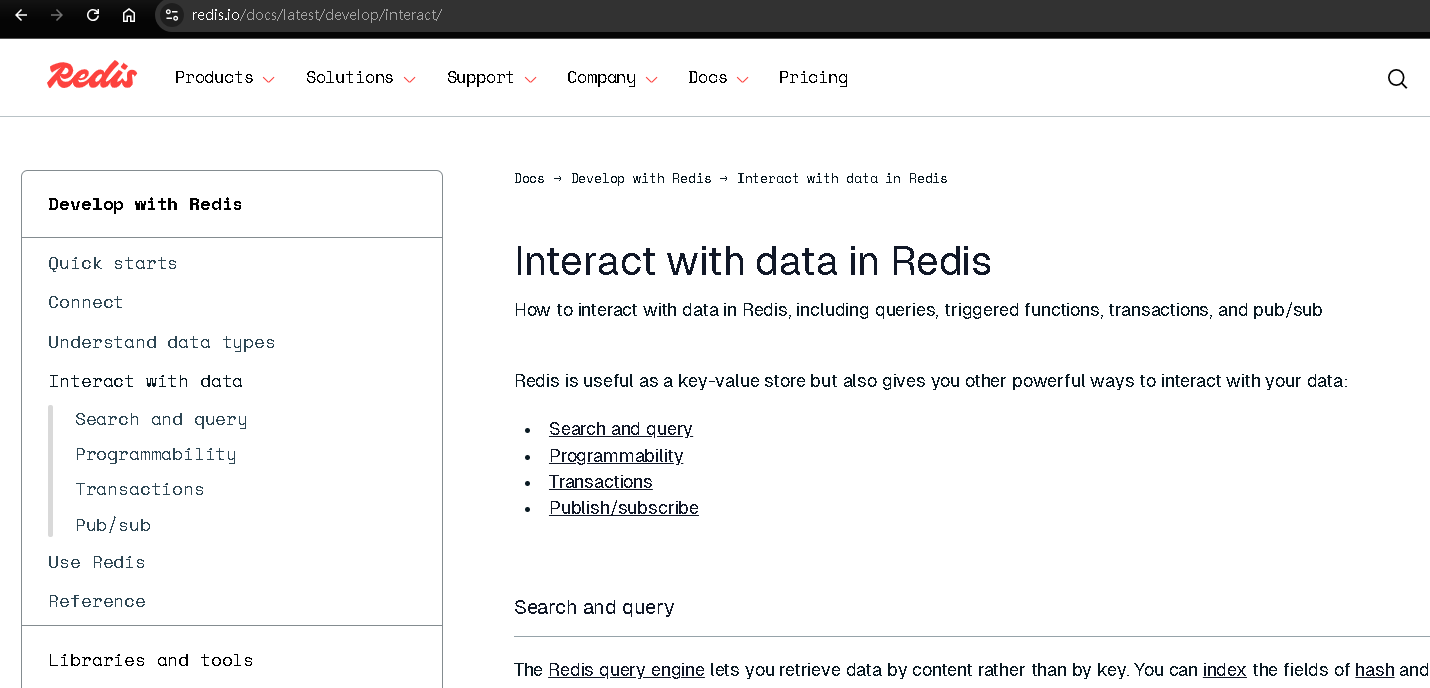 redis.io/docs/latest/develop/interact/
Redis Products Solutions Support Company Docs Pricing
Develop with Redis
Quick starts
Connect
Understand data types
Interact with data
Search and query
Programmability
Transactions
Pub/sub
Use Redis
Reference
Libraries and tools
Docs → Develop with Redis → Interact with data in Redis
Interact with data in Redis
How to interact with data in Redis, including queries, triggered functions, transactions, and pub/sub
Redis is useful as a key-value store but also gives you other powerful ways to interact with your data:
• Search and query
• Programmability
• Transactions
• Publish/subscribe
Search and query
The Redis query engine lets you retrieve data by content rather than by key. You can index the fields of hash and